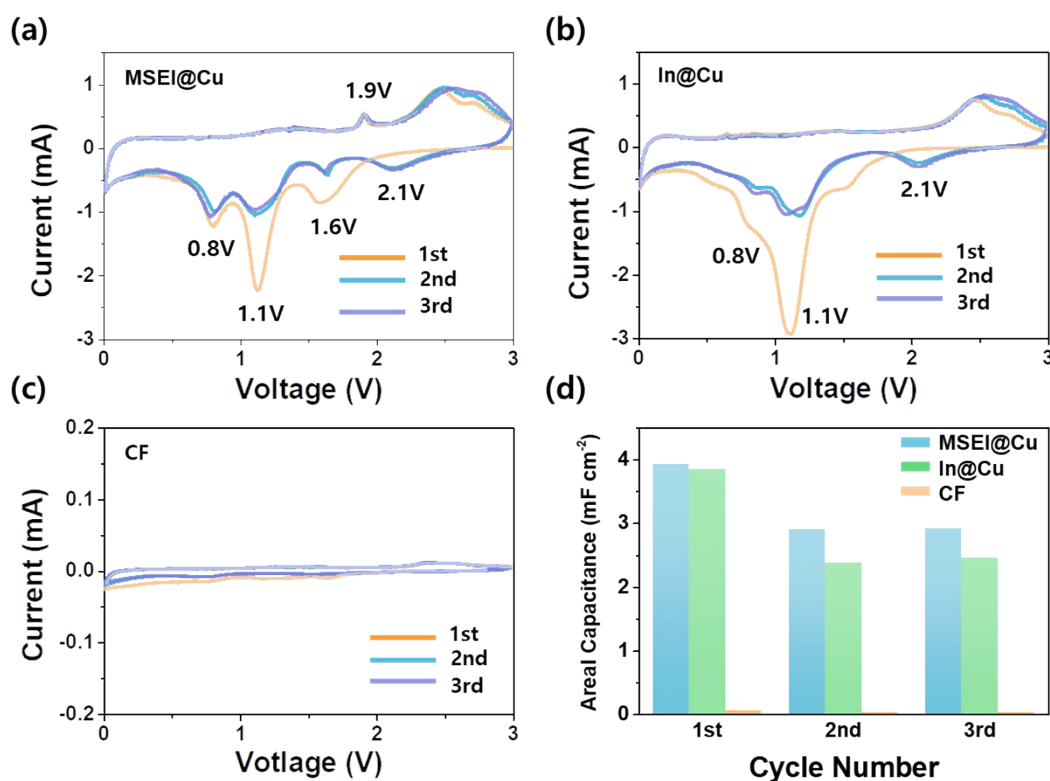 (a)
MSEI@Cu
1.9V
2.1V
1.6V
0.8V
1.1V
1st
2nd
3rd
1
0
-1
-2
-3
0
1
2
3
Current (mA)
Voltage (V)
(b)
In@Cu
2.1V
0.8V
1.1V
1st
2nd
3rd
1
0
-1
-2
-3
0
1
2
3
Current (mA)
Voltage (V)
(c)
CF
1st
2nd
3rd
0.2
0.1
0.0
-0.1
-0.2
0
1
2
3
Current (mA)
Votlage (V)
(d)
MSEI@Cu
In@Cu
CF
4
3
2
1
0
1st
2nd
3rd
Areal Capacitance (mF cm⁻²)
Cycle Number